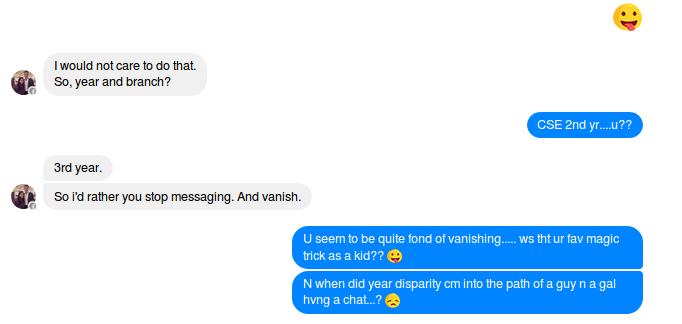 I would not care to do that.
So, year and branch?
CSE 2nd yr....u??
3rd year.
So i'd rather you stop messaging. And vanish.
U seem to be quite fond of vanishing..... ws tht ur fav magic
trick as a kid?? 😛
N when did year disparity cm into the path of a guy n a gal
hvng a chat...? 😞